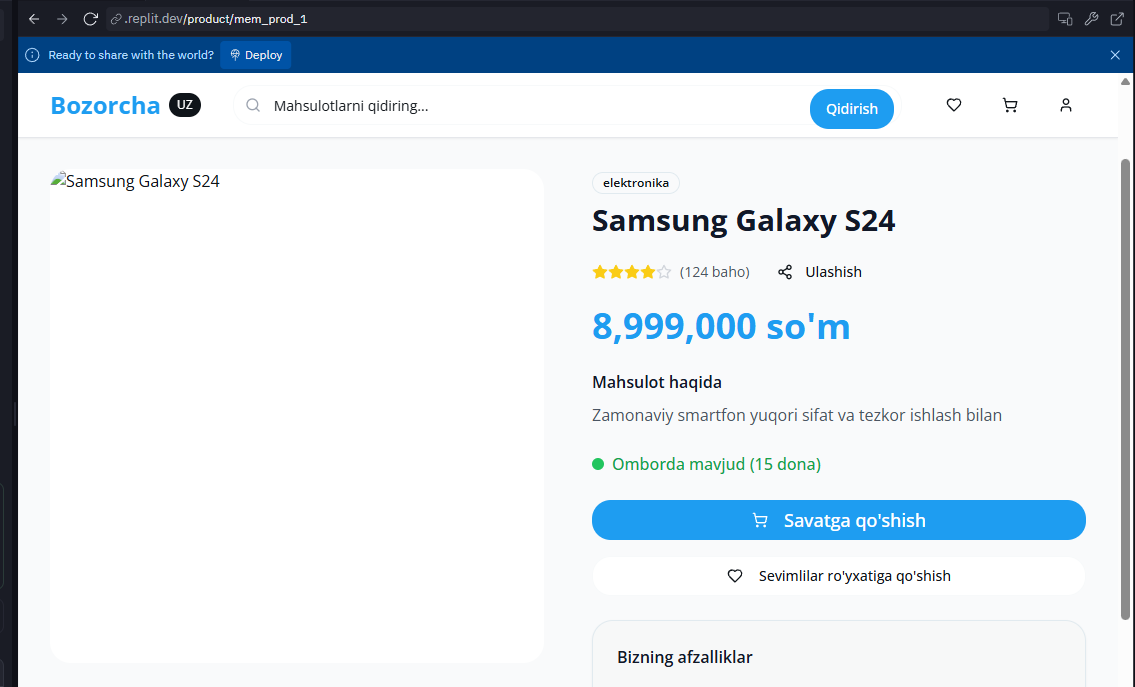 .replit.dev/product/mem_prod_1
Ready to share with the world? Deploy
Bozorcha UZ Mahsulotlarni qidiring... Qidirish
Samsung Galaxy S24
elektronika
Samsung Galaxy S24
(124 baho) Ulashish
8,999,000 so'm
Mahsulot haqida
Zamonaviy smartfon yuqori sifat va tezkor ishlash bilan
Omborda mavjud (15 dona)
Savatga qo'shish
Sevimlilar ro'yxatiga qo'shish
Bizning afzalliklar